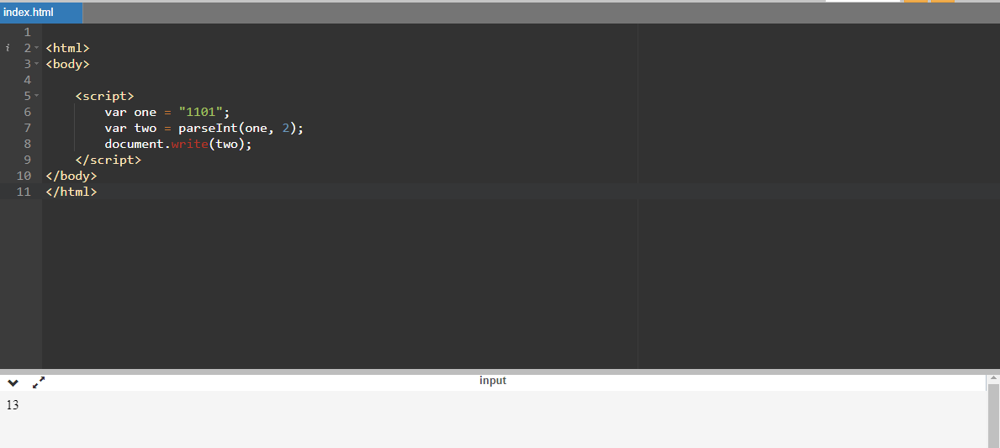 index.html
1
i 2 <html>
3 <body>
4
5     <script>
6         var one = "1101";
7         var two = parseInt(one, 2);
8         document.write(two);
9     </script>
10 </body>
11 </html>
input
13